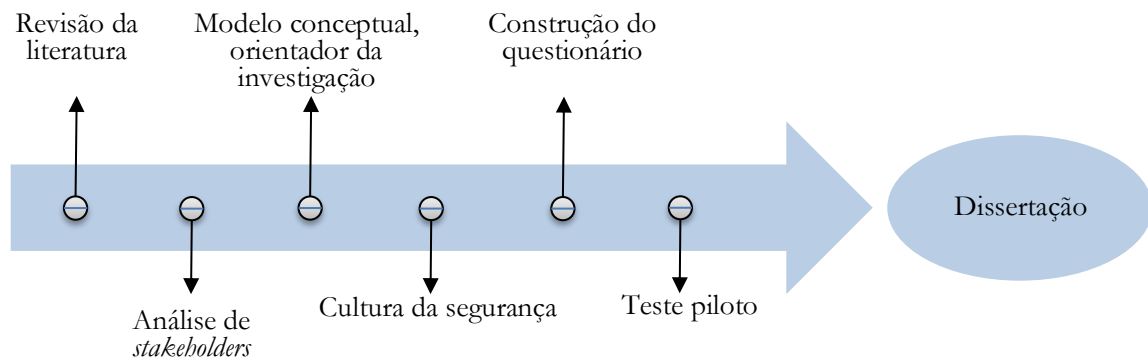 Revisão da
literatura
Modelo conceptual,
orientador da
investigação
Construção do
questionário
Dissertação
Análise de
stakeholders
Cultura da segurança
Teste piloto